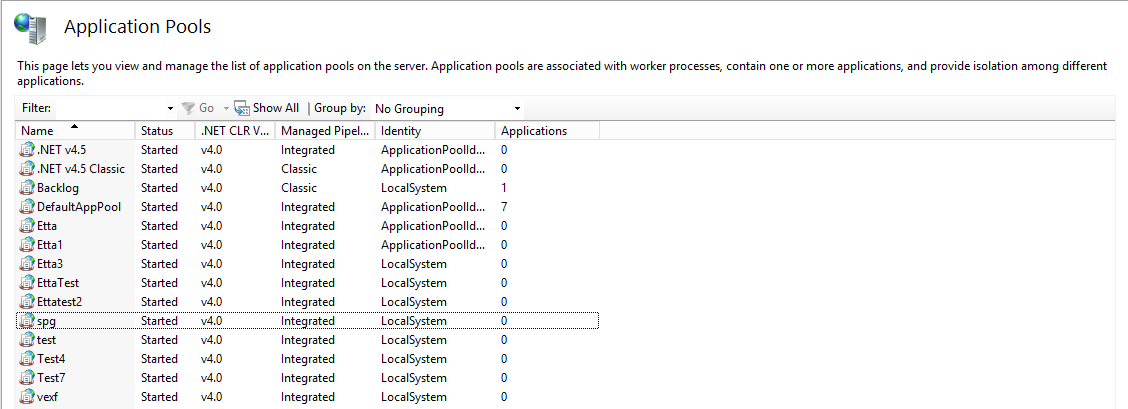 Application Pools
This page lets you view and manage the list of application pools on the server. Application pools are associated with worker processes, contain one or more applications, and provide isolation among different
applications.
Filter: Go Show All Group by: No Grouping
Name Status .NET CLR V... Managed Pipel... Identity Applications
.NET v4.5 Started v4.0 Integrated ApplicationPoolId... 0
.NET v4.5 Classic Started v4.0 Classic ApplicationPoolId... 0
Backlog Started v4.0 Classic LocalSystem 1
DefaultAppPool Started v4.0 Integrated ApplicationPoolId... 7
Etta Started v4.0 Integrated ApplicationPoolId... 0
Etta1 Started v4.0 Integrated ApplicationPoolId... 0
Etta3 Started v4.0 Integrated LocalSystem 0
EttaTest Started v4.0 Integrated LocalSystem 0
Ettatest2 Started v4.0 Integrated LocalSystem 0
spg Started v4.0 Integrated LocalSystem 0
test Started v4.0 Integrated LocalSystem 0
Test4 Started v4.0 Integrated LocalSystem 0
Test7 Started v4.0 Integrated LocalSystem 0
vexf Started v4.0 Integrated LocalSystem 0